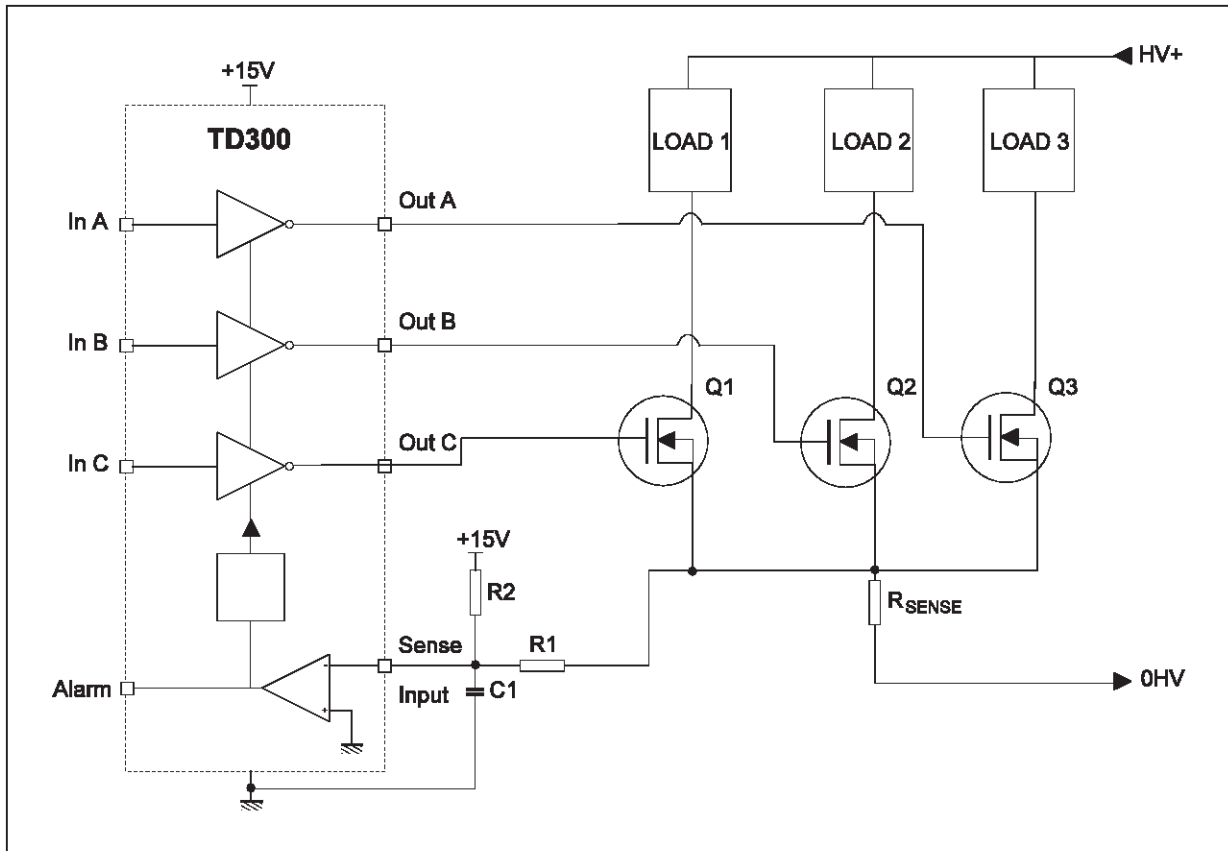 +15V
HV+
TD300
LOAD 1
LOAD 2
LOAD 3
In A
Out A
In B
Out B
Q1
Q2
Q3
In C
Out C
+15V
R2
RSENSE
Sense
R1
Alarm
Input
C1
0HV
-
+